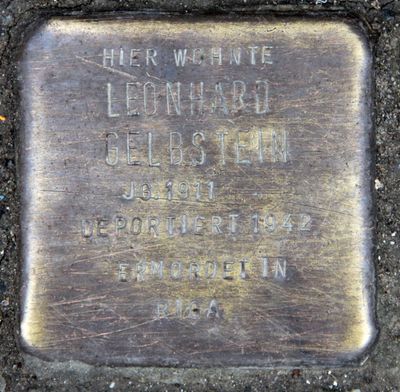 HIER WOHNTE
LEONHARD
GELBSTEIN
JG. 1911
DEPORTIERT 1942
ERMORDET IN
RIGA